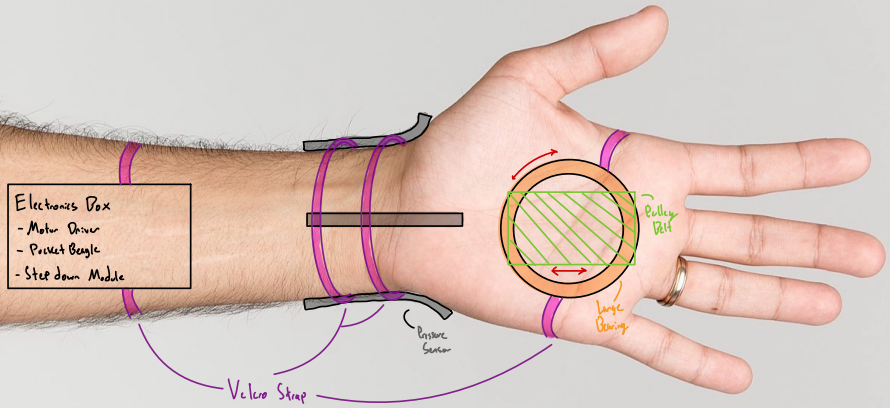 Electronics Box
- Motor Driver
- Pocket Beagle
- Step down Module
Pulley
Belt
Large
Bearing
Pressure
Sensor
Velcro Strap